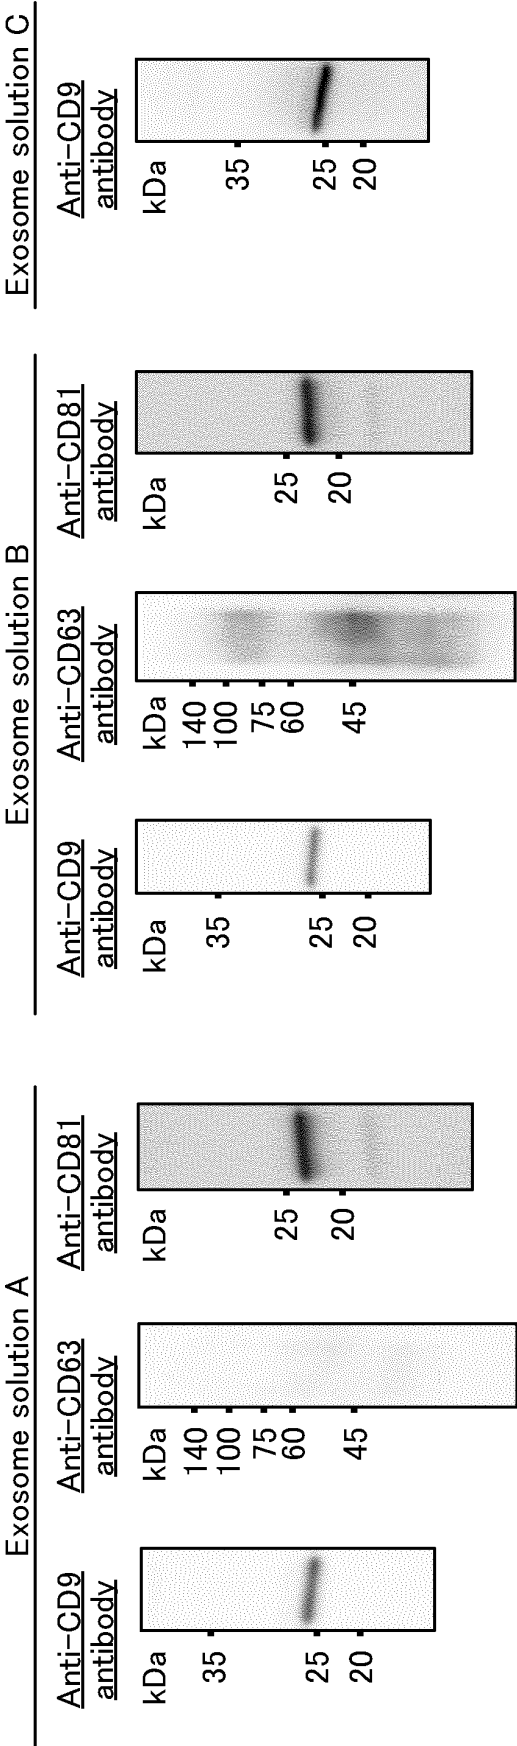 Exosome solution A
Anti-CD9
antibody
kDa
35
25
20
Anti-CD63
antibody
kDa
140
100
75
60
45
Anti-CD81
antibody
kDa
25
20
Exosome solution B
Anti-CD9
antibody
kDa
35
25
20
Anti-CD63
antibody
kDa
140
100
75
60
45
Anti-CD81
antibody
kDa
25
20
Exosome solution C
Anti-CD9
antibody
kDa
35
25
20